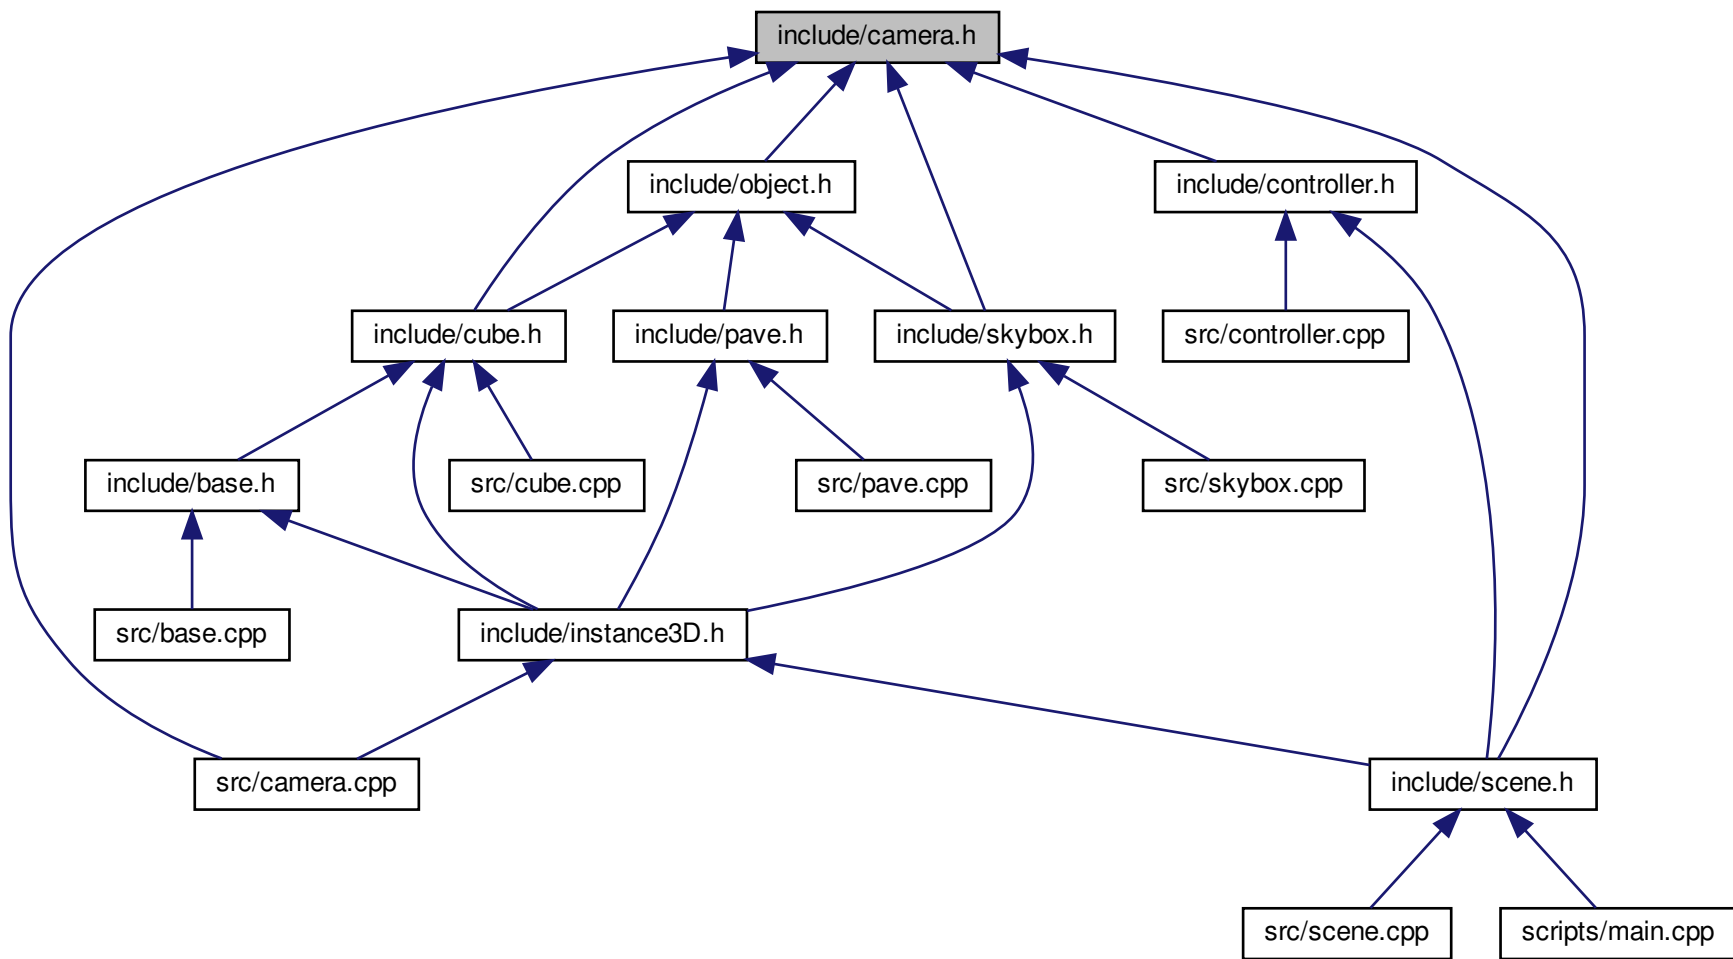 include/camera.h
include/object.h
include/controller.h
include/cube.h
include/pave.h
include/skybox.h
src/controller.cpp
include/base.h
src/cube.cpp
src/pave.cpp
src/skybox.cpp
src/base.cpp
include/instance3D.h
src/camera.cpp
include/scene.h
src/scene.cpp
scripts/main.cpp